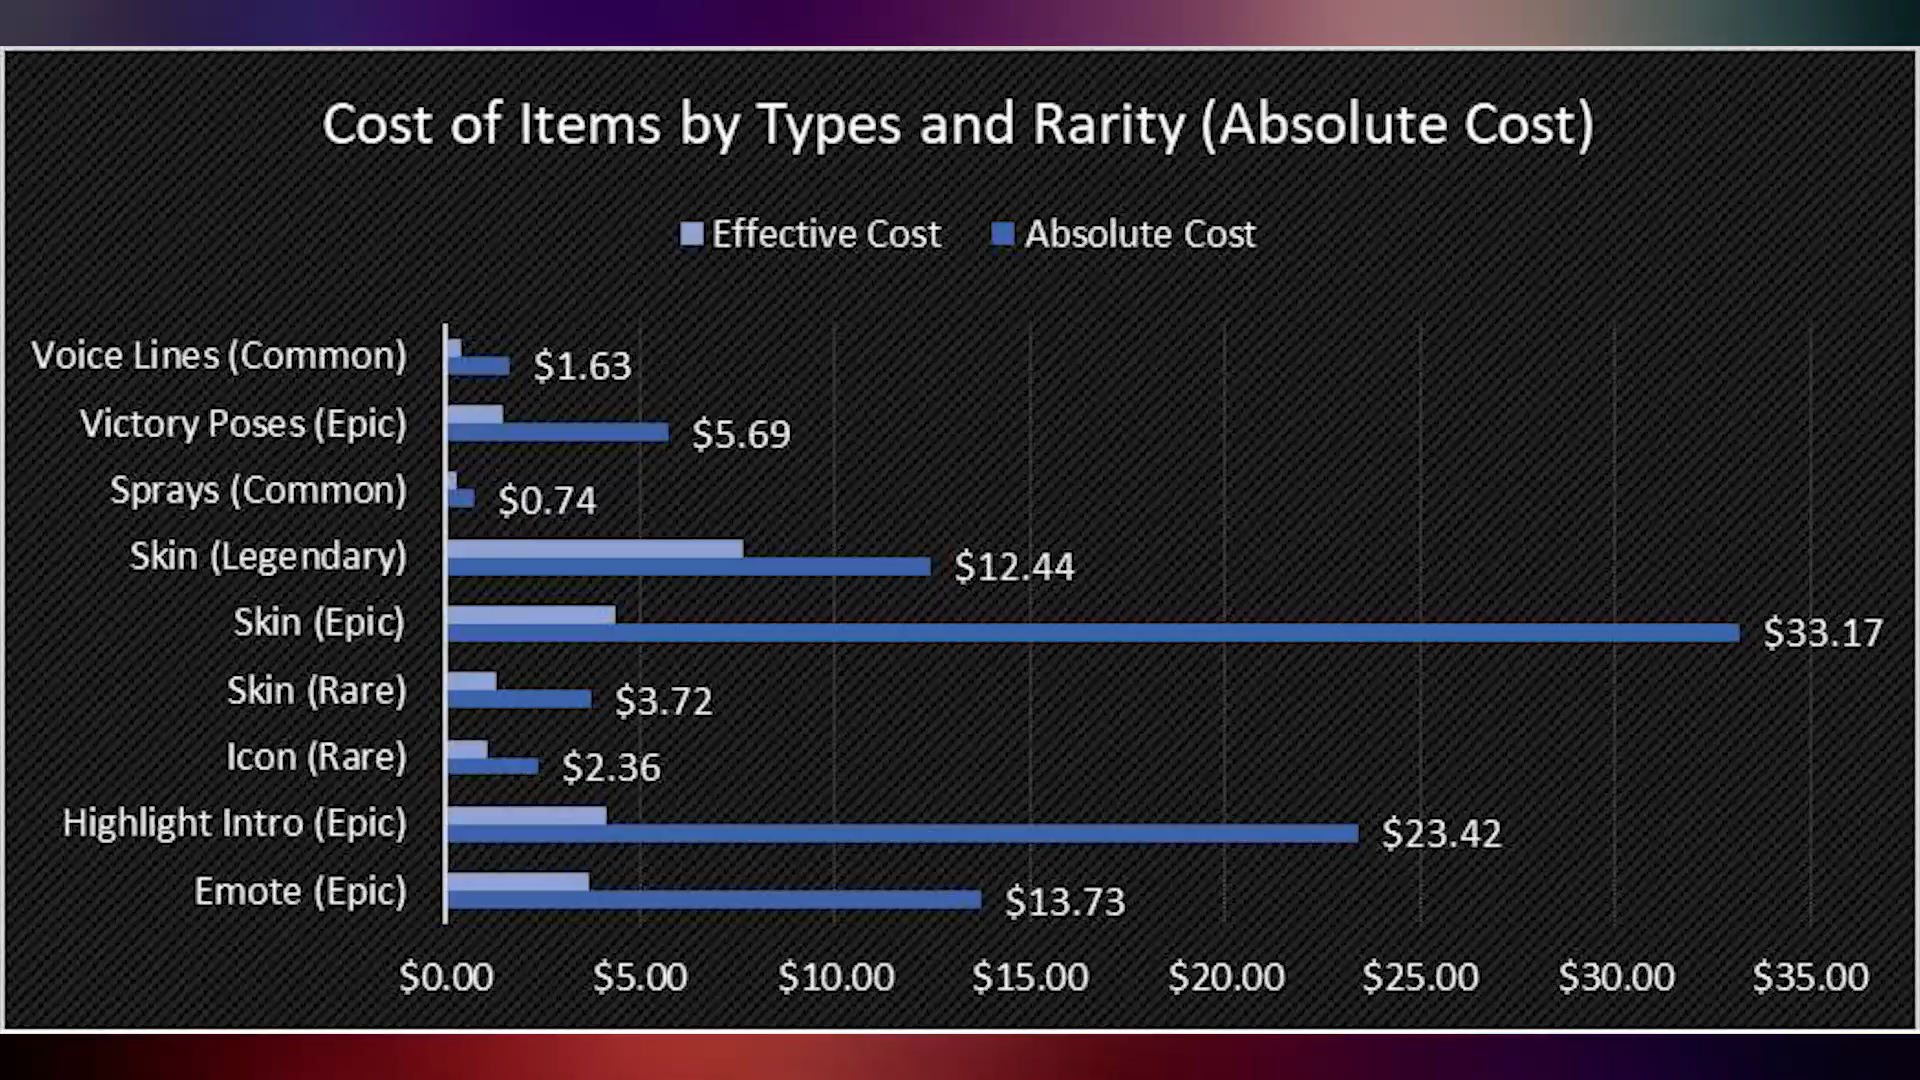 Cost of Items by Types and Rarity (Absolute Cost)
Effective Cost Absolute Cost
Voice Lines (Common) $1.63
Victory Poses (Epic) $5.69
Sprays (Common) $0.74
Skin (Legendary) $12.44
Skin (Epic) $33.17
Skin (Rare) $3.72
Icon (Rare) $2.36
Highlight Intro (Epic) $23.42
Emote (Epic) $13.73
$0.00 $5.00 $10.00 $15.00 $20.00 $25.00 $30.00 $35.00